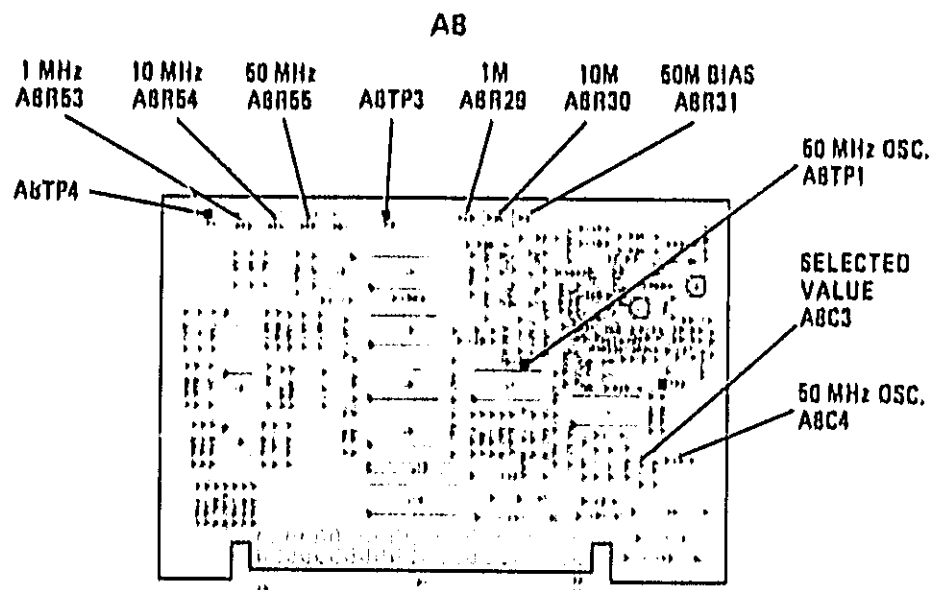 A8
1 MHz
A8R53
10 MHz
A8R54
50 MHz
A8R55
A8TP3
1M
A8R29
10M
A8R30
50M BIAS
A8R31
50 MHz OSC.
A8TP1
A8TP4
SELECTED
VALUE
A8C3
50 MHz OSC.
A8C4